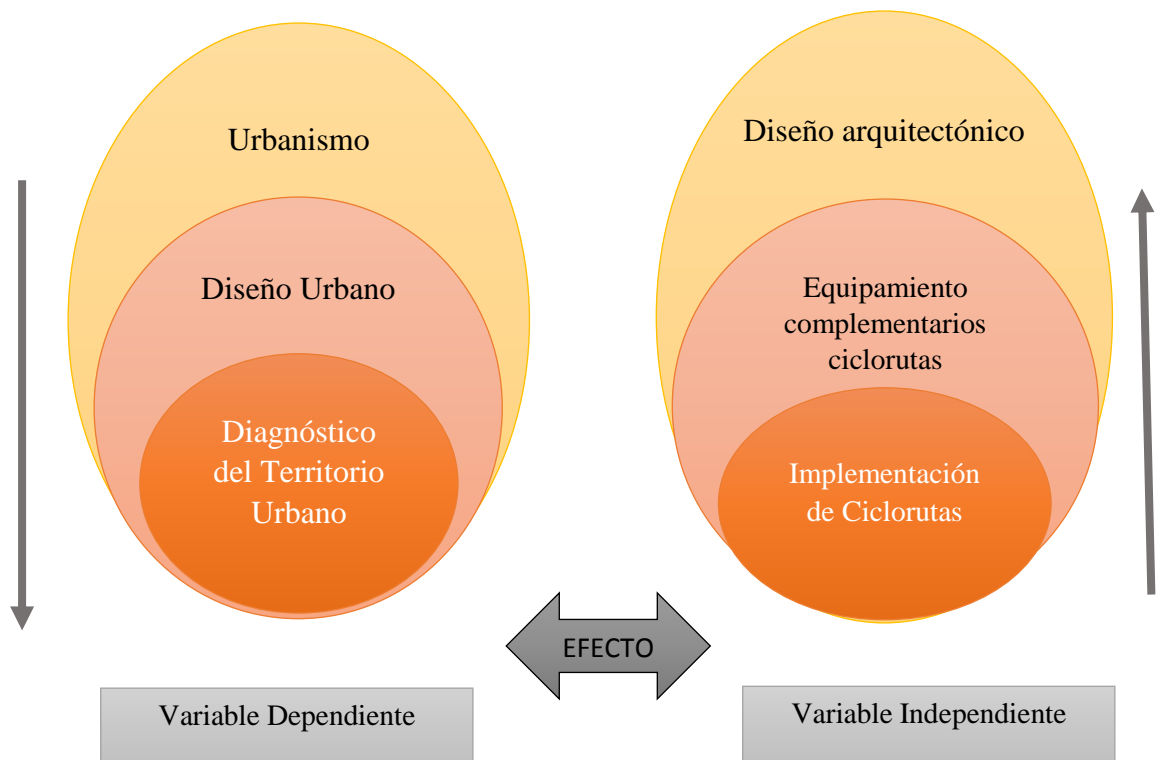 Urbanismo
Diseño Urbano
Diagnóstico
del Territorio
Urbano
Diseño arquitectónico
Equipamiento
complementarios
ciclorutas
Implementación
de Ciclorutas
EFECTO
Variable Dependiente
Variable Independiente